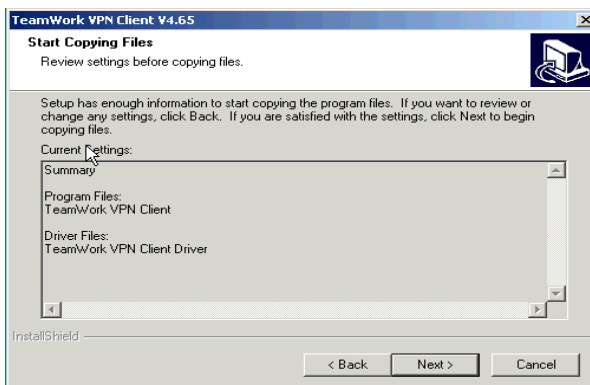 TeamWork VPN Client V4.65
Start Copying Files
Review settings before copying files.
Setup has enough information to start copying the program files. If you want to review or
change any settings, click Back. If you are satisfied with the settings, click Next to begin
copying files.
Current Settings:
Summary
Program Files:
TeamWork VPN Client
Driver Files:
TeamWork VPN Client Driver
InstallShield
< Back
Next >
Cancel